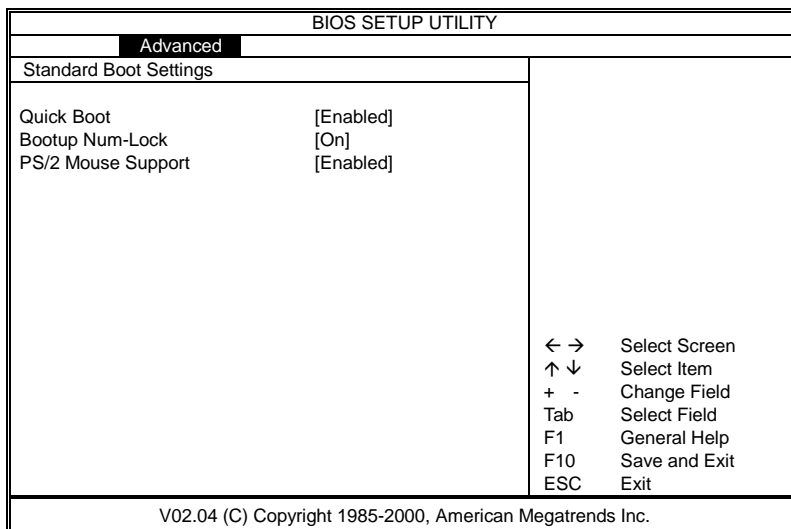 BIOS SETUP UTILITY
Advanced
Standard Boot Settings
Quick Boot [Enabled]
Bootup Num-Lock [On]
PS/2 Mouse Support [Enabled]
← → Select Screen
↑ ↓ Select Item
+ - Change Field
Tab Select Field
F1 General Help
F10 Save and Exit
ESC Exit
V02.04 (C) Copyright 1985-2000, American Megatrends Inc.